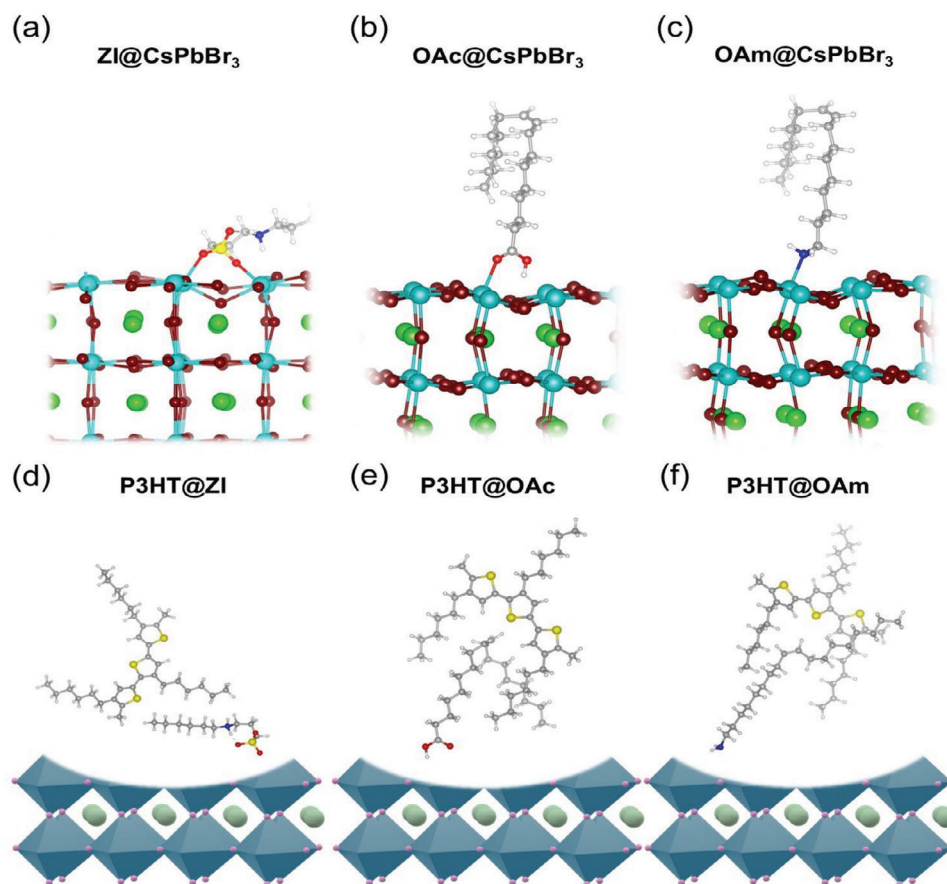 (a)
ZI@CsPbBr₃
(b)
OAc@CsPbBr₃
(c)
OAm@CsPbBr₃
(d)
P3HT@ZI
(e)
P3HT@OAc
(f)
P3HT@OAm